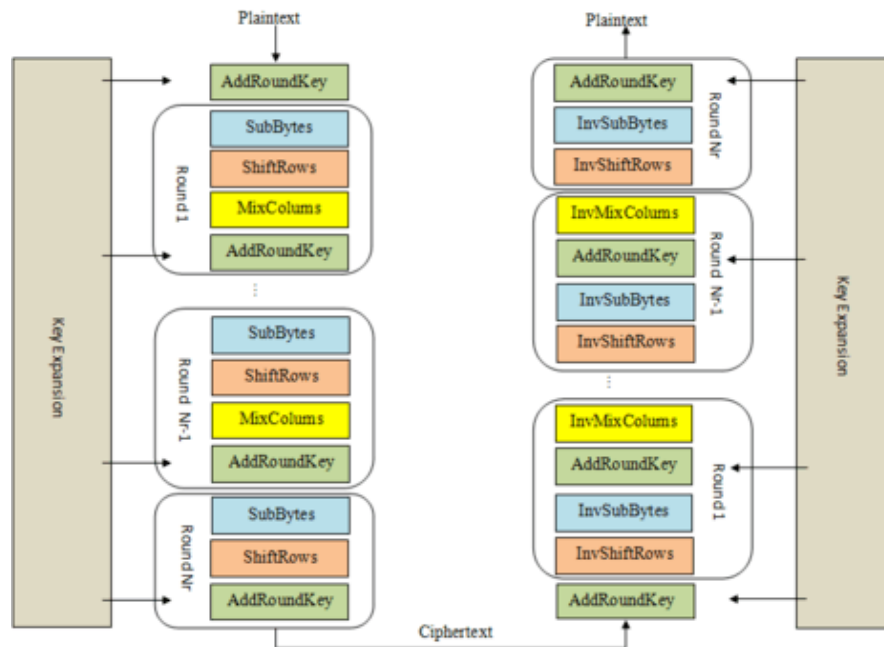 Plaintext
Key Expansion
AddRoundKey
Round 1
SubBytes
ShiftRows
MixColums
AddRoundKey
...
Round Nr-1
SubBytes
ShiftRows
MixColums
AddRoundKey
Round Nr
SubBytes
ShiftRows
AddRoundKey
Ciphertext
Plaintext
Key Expansion
AddRoundKey
InvSubBytes
InvShiftRows
Round Nr
InvMixColums
AddRoundKey
InvSubBytes
InvShiftRows
Round Nr-1
...
InvMixColums
AddRoundKey
InvSubBytes
InvShiftRows
Round 1
AddRoundKey